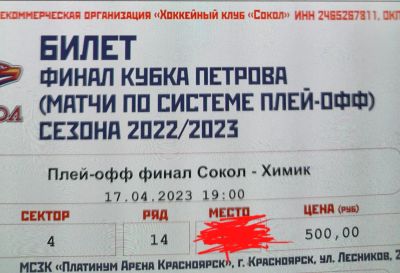 ЕКОММЕРЧЕСКАЯ ОРГАНИЗАЦИЯ «ХОККЕЙНЫЙ КЛУБ «СОКОЛ» ИНН 2465267811, ОКП
БИЛЕТ
ФИНАЛ КУБКА ПЕТРОВА
(МАТЧИ ПО СИСТЕМЕ ПЛЕЙ-ОФФ)
ОЛ
СЕЗОНА 2022/2023
Плей-офф финал Сокол - Химик
17.04.2023 19:00
СЕКТОР РЯД МЕСТО ЦЕНА (РУБ)
4 14 500,00
МСЗК «ПЛАТИНУМ АРЕНА КРАСНОЯРСК», г. КРАСНОЯРСК, УЛ. ЛЕСНИКОВ, 2